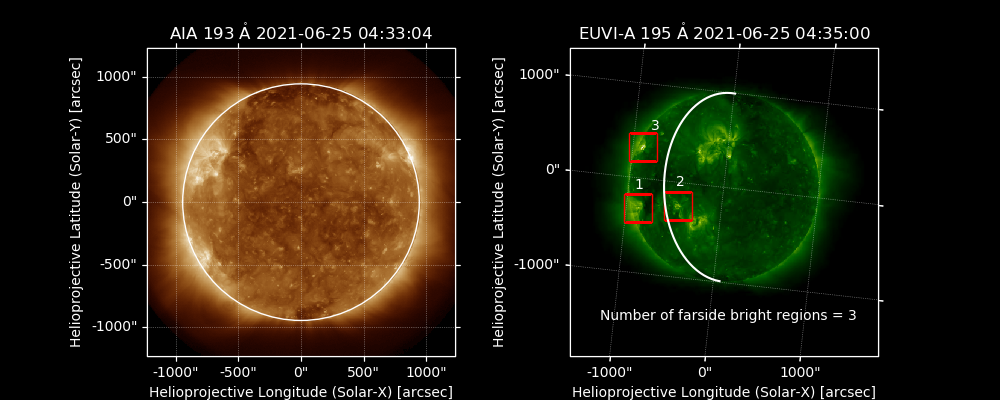 AIA 193 Å 2021-06-25 04:33:04
1000"
500"
0"
-500"
-1000"
-1000" -500" 0" 500" 1000"
Helioprojective Longitude (Solar-X) [arcsec]
Helioprojective Latitude (Solar-Y) [arcsec]
EUVI-A 195 Å 2021-06-25 04:35:00
1000"
0"
-1000"
3
1
2
Number of farside bright regions = 3
-1000" 0" 1000"
Helioprojective Longitude (Solar-X) [arcsec]
Helioprojective Latitude (Solar-Y) [arcsec]